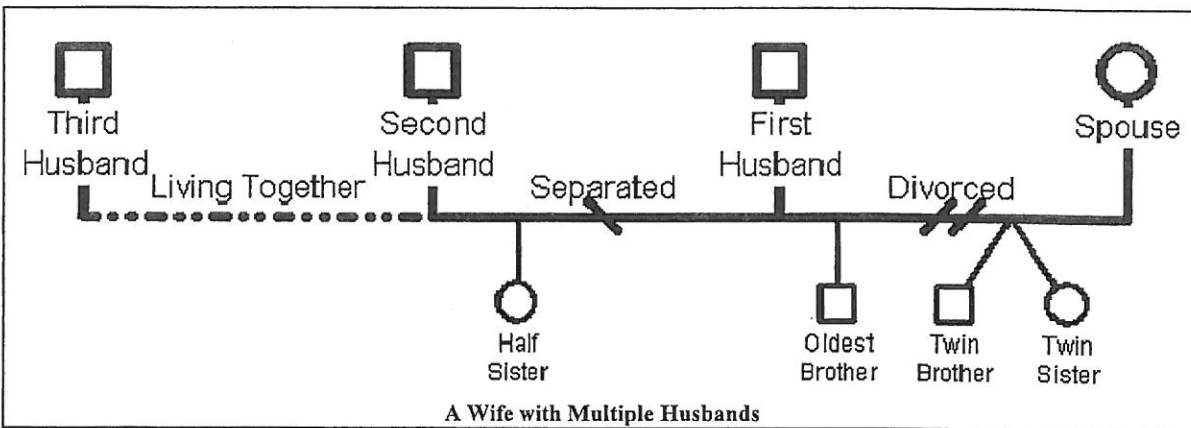 Third
Husband
Second
Husband
First
Husband
Spouse
Living Together
Separated
Divorced
Half
Sister
Oldest
Brother
Twin
Brother
Twin
Sister
A Wife with Multiple Husbands